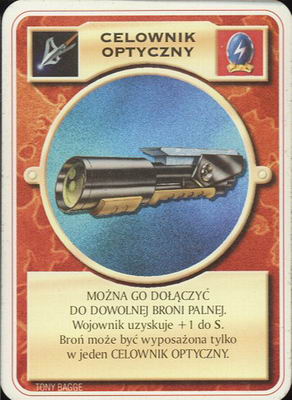 CELOWNIK
OPTYCZNY
MOŻNA GO DOŁĄCZYĆ
DO DOWOLNEJ BRONI PALNEJ.
Wojownik uzyskuje +1 do S.
Broń może być wyposażona tylko
w jeden CELOWNIK OPTYCZNY.
TONY BAGGE